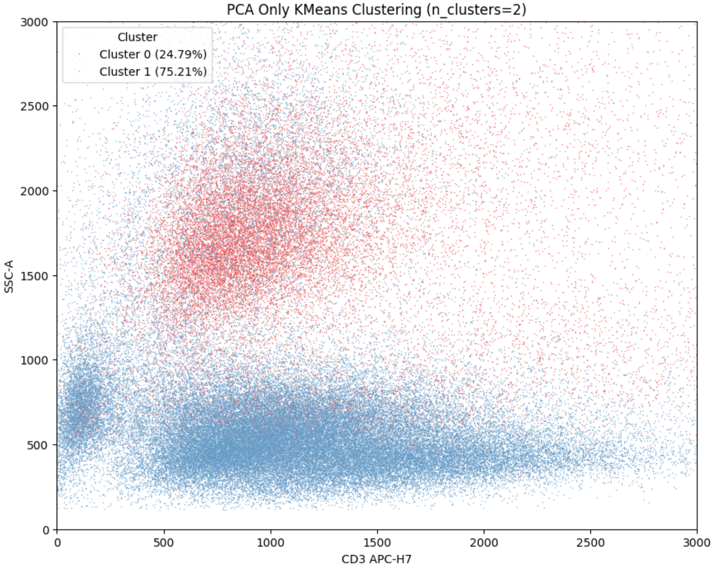 PCA Only KMeans Clustering (n_clusters=2)
Cluster
Cluster 0 (24.79%)
Cluster 1 (75.21%)
3000
2500
2000
1500
1000
500
0
SSC-A
0 500 1000 1500 2000 2500 3000
CD3 APC-H7